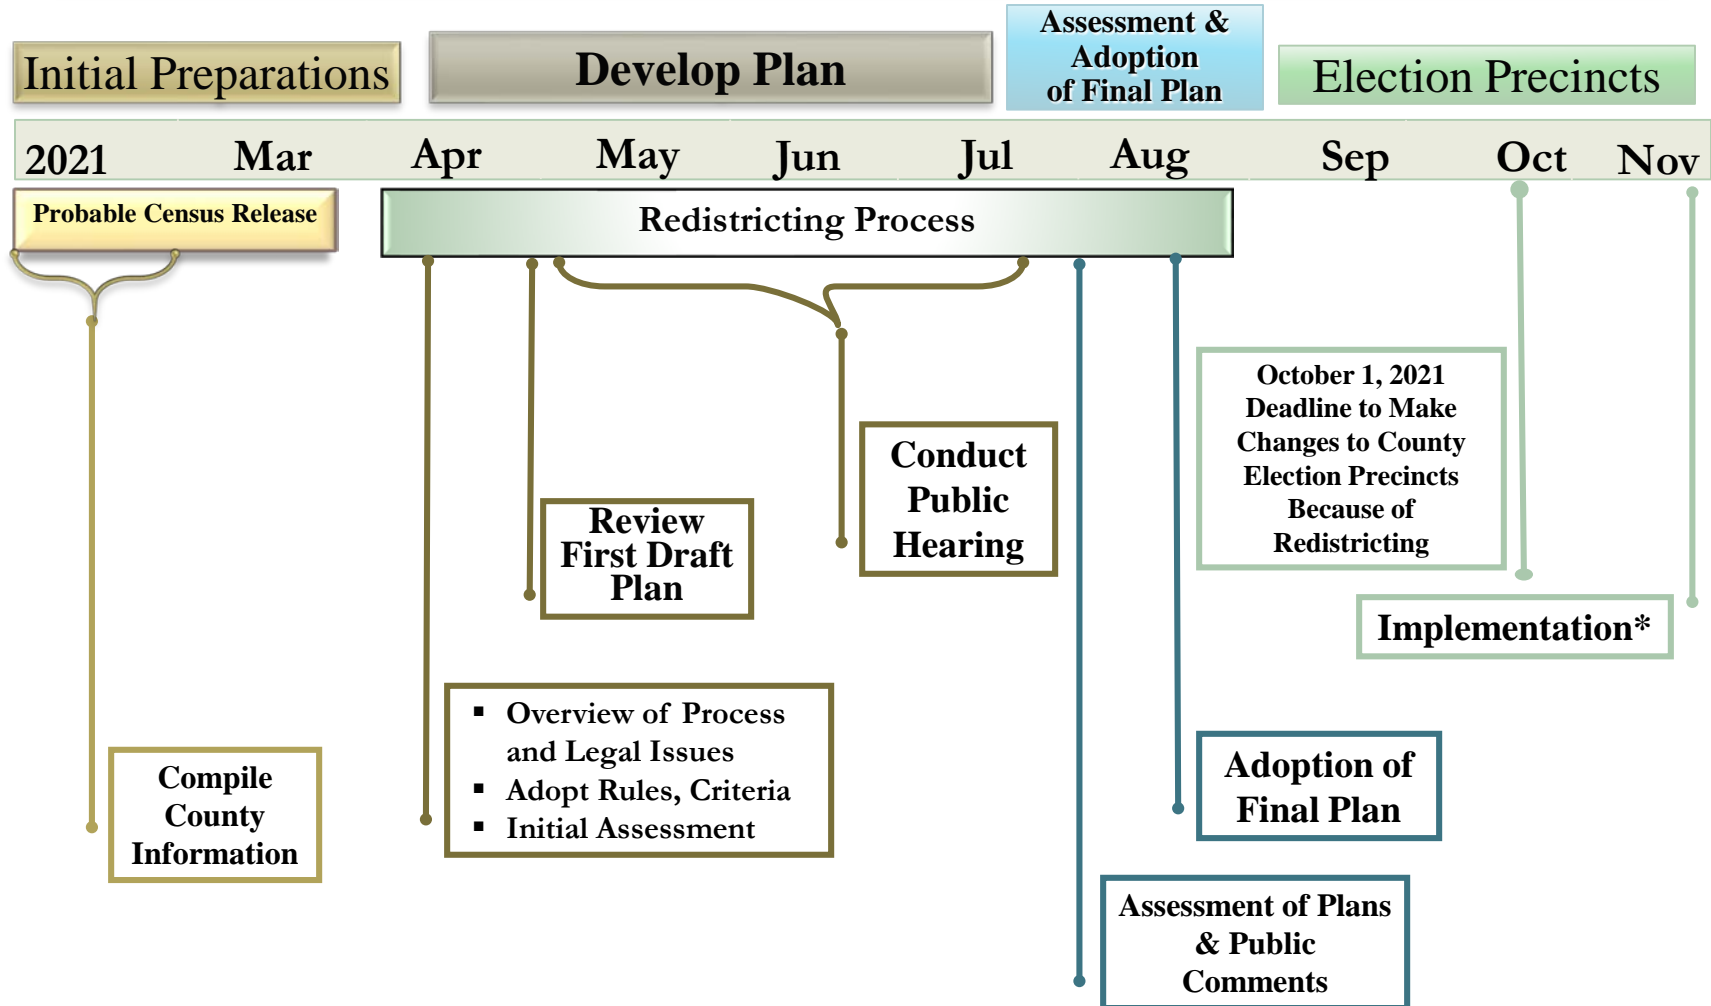 Initial Preparations
Develop Plan
Assessment &
Adoption
of Final Plan
Election Precincts
2021 Mar Apr May Jun Jul Aug Sep Oct Nov
Probable Census Release
Redistricting Process
October 1, 2021
Deadline to Make
Changes to County
Election Precincts
Because of
Redistricting
Conduct
Public
Hearing
Review
First Draft
Plan
Implementation*
▪ Overview of Process
and Legal Issues
▪ Adopt Rules, Criteria
▪ Initial Assessment
Compile
County
Information
Adoption of
Final Plan
Assessment of Plans
& Public
Comments